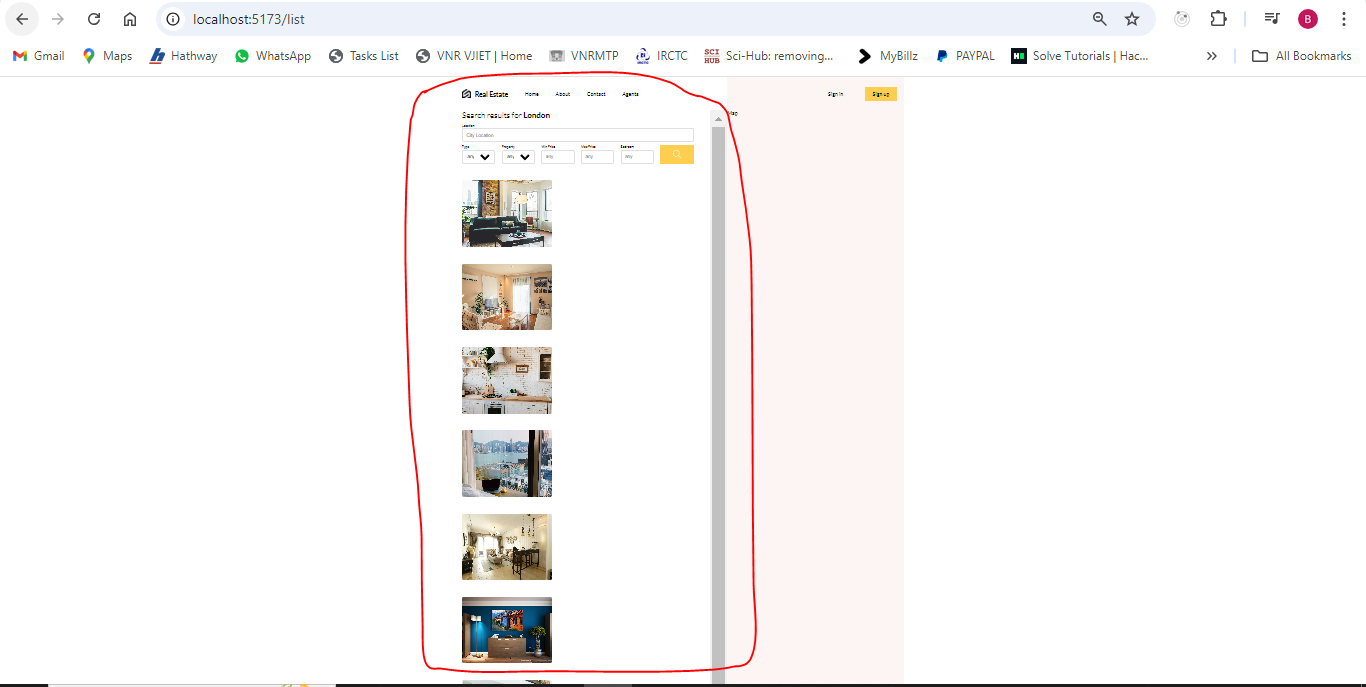 localhost:5173/list
B
Gmail Maps Hathway WhatsApp Tasks List VNR VJIET | Home VNRMTP IRCTC SCI HUB Sci-Hub: removing... MyBillz PAYPAL Solve Tutorials | Hac... » All Bookmarks
Real Estate Home About Contact Agents Sign in Sign up
Search results for London
Map
Location
City Location
Type Property Min Price Max Price Bedroom
any any any any any